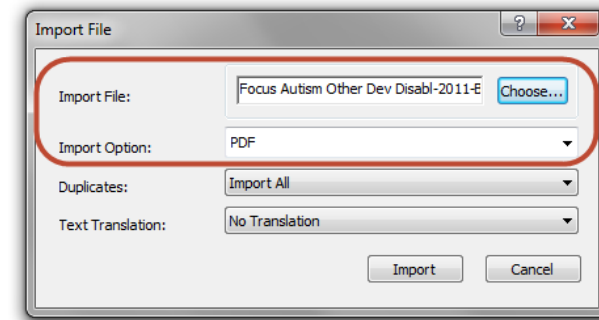 Import File
?
X
Import File:
Focus Autism Other Dev Disabl-2011-E
Choose...
Import Option:
PDF
Duplicates:
Import All
Text Translation:
No Translation
Import
Cancel